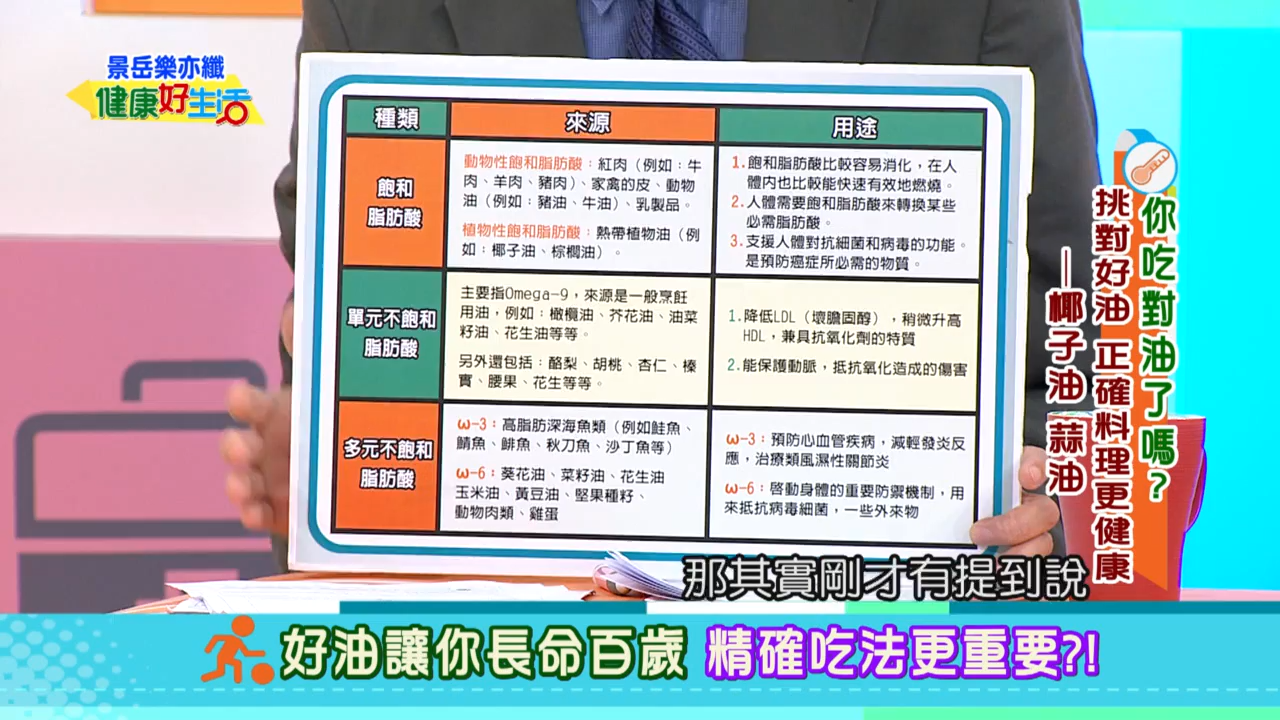 景岳樂亦纖
健康好生活
種類
來源
用途
飽和
脂肪酸
動物性飽和脂肪酸：紅肉（例如：牛
肉、羊肉、豬肉）、家禽的皮、動物
油（例如：豬油、牛油）、乳製品。
植物性飽和脂肪酸：熱帶植物油（例
如：椰子油、棕櫚油）。
1.飽和脂肪酸比較容易消化，在人
體內也比較能快速有效地燃燒。
2.人體需要飽和脂肪酸來轉換某些
必需脂肪酸。
3.支援人體對抗細菌和病毒的功能。
是預防癌症所必需的物質。
單元不飽和
脂肪酸
主要指Omega-9，來源是一般烹飪
用油，例如：橄欖油、芥花油、油菜
籽油、花生油等等。
另外還包括：酪梨、胡桃、杏仁、榛
實、腰果、花生等等。
1.降低LDL（壞膽固醇），稍微升高
HDL，兼具抗氧化劑的特質
2.能保護動脈，抵抗氧化造成的傷害
多元不飽和
脂肪酸
ω-3：高脂肪深海魚類（例如鮭魚、
鯖魚、鯡魚、秋刀魚、沙丁魚等）
ω-6：葵花油、菜籽油、花生油
玉米油、黃豆油、堅果種籽、
動物肉類、雞蛋
ω-3：預防心血管疾病，減輕發炎反
應，治療類風濕性關節炎
ω-6：啓動身體的重要防禦機制，用
來抵抗病毒細菌，一些外來物
你吃對油了嗎？
挑對好油 正確料理更健康
—椰子油 蒜油
那其實剛才有提到說
好油讓你長命百歲 精確吃法更重要?!